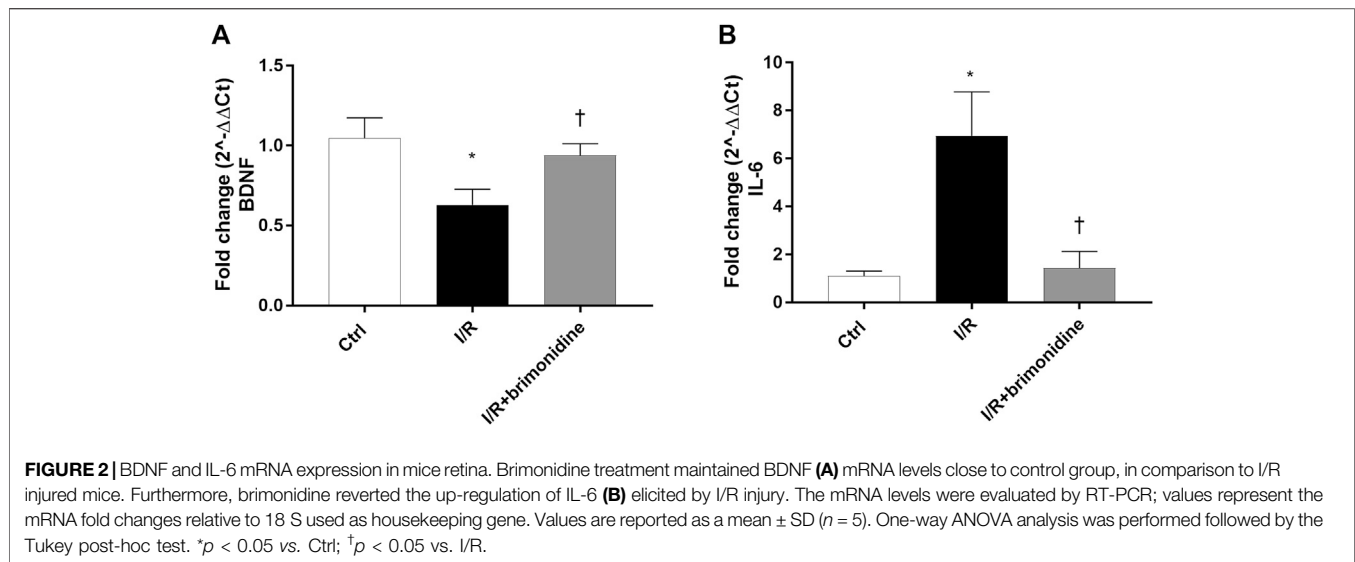 A
Fold change (2^-ΔΔCt)
BDNF
1.5
1.0
0.5
0.0
*
†
Ctrl
I/R
I/R+brimonidine
B
Fold change (2^-ΔΔCt)
IL-6
10
8
6
4
2
0
*
†
Ctrl
I/R
I/R+brimonidine
FIGURE 2 | BDNF and IL-6 mRNA expression in mice retina. Brimonidine treatment maintained BDNF (A) mRNA levels close to control group, in comparison to I/R
injured mice. Furthermore, brimonidine reverted the up-regulation of IL-6 (B) elicited by I/R injury. The mRNA levels were evaluated by RT-PCR; values represent the
mRNA fold changes relative to 18 S used as housekeeping gene. Values are reported as a mean ± SD (n = 5). One-way ANOVA analysis was performed followed by the
Tukey post-hoc test. *p < 0.05 vs. Ctrl; †p < 0.05 vs. I/R.